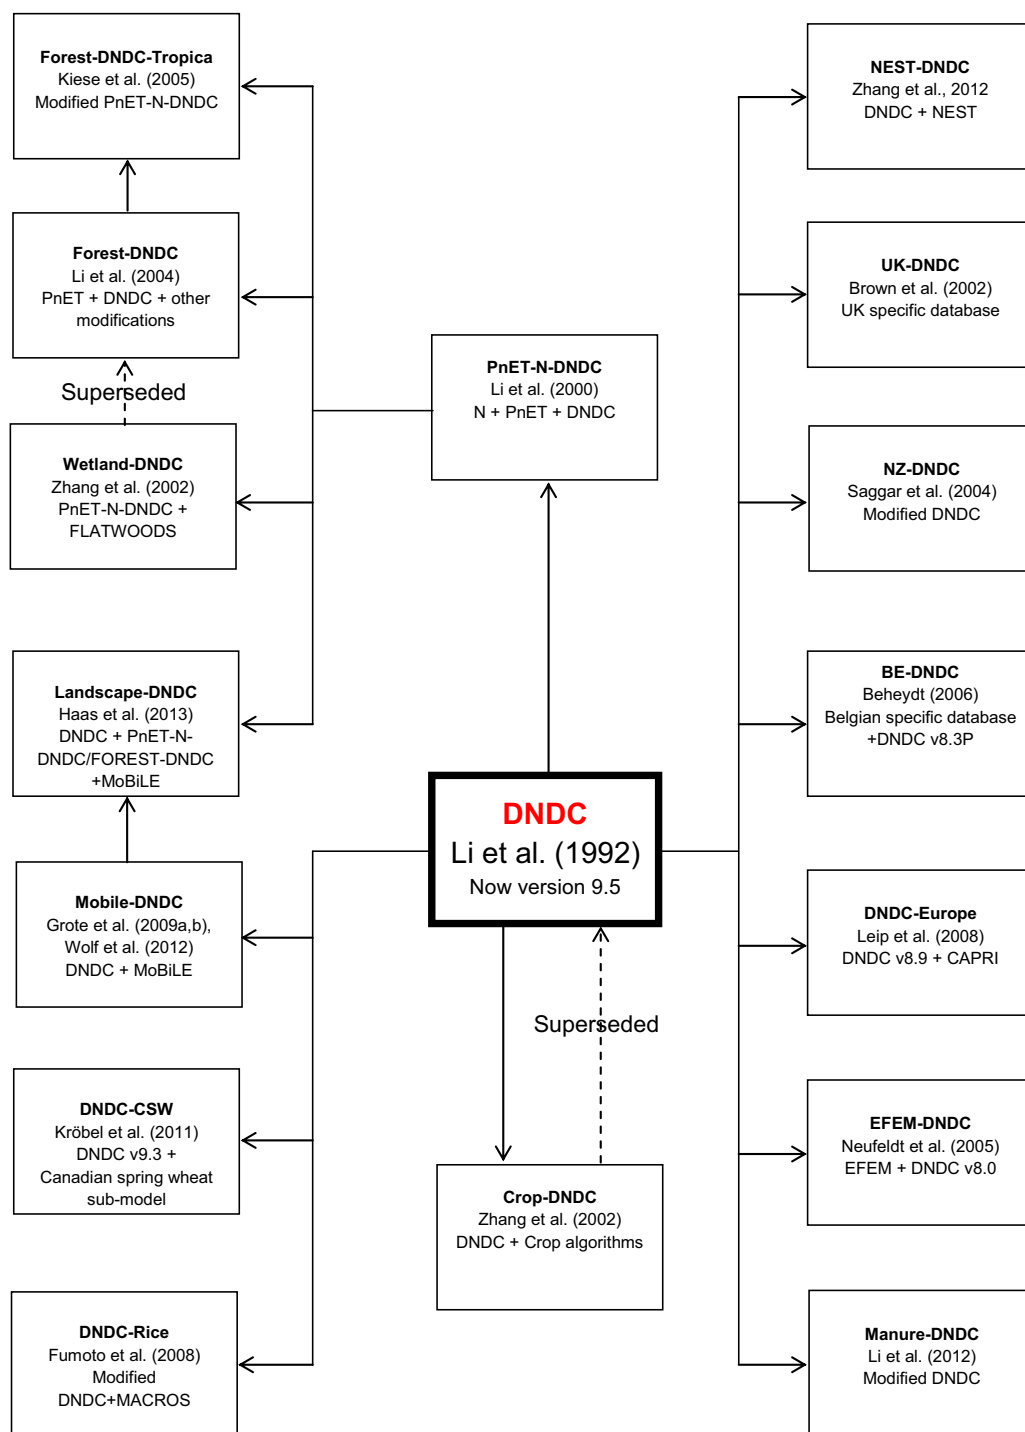 Forest-DNDC-Tropica
Kiese et al. (2005)
Modified PnET-N-DNDC
Forest-DNDC
Li et al. (2004)
PnET + DNDC + other
modifications
Superseded
Wetland-DNDC
Zhang et al. (2002)
PnET-N-DNDC +
FLATWOODS
Landscape-DNDC
Haas et al. (2013)
DNDC + PnET-N-
DNDC/FOREST-DNDC
+MoBiLE
Mobile-DNDC
Grote et al. (2009a,b),
Wolf et al. (2012)
DNDC + MoBiLE
DNDC-CSW
Kröbel et al. (2011)
DNDC v9.3 +
Canadian spring wheat
sub-model
DNDC-Rice
Fumoto et al. (2008)
Modified
DNDC+MACROS
PnET-N-DNDC
Li et al. (2000)
N + PnET + DNDC
DNDC
Li et al. (1992)
Now version 9.5
Superseded
Crop-DNDC
Zhang et al. (2002)
DNDC + Crop algorithms
NEST-DNDC
Zhang et al., 2012
DNDC + NEST
UK-DNDC
Brown et al. (2002)
UK specific database
NZ-DNDC
Saggar et al. (2004)
Modified DNDC
BE-DNDC
Beheydt (2006)
Belgian specific database
+DNDC v8.3P
DNDC-Europe
Leip et al. (2008)
DNDC v8.9 + CAPRI
EFEM-DNDC
Neufeldt et al. (2005)
EFEM + DNDC v8.0
Manure-DNDC
Li et al. (2012)
Modified DNDC